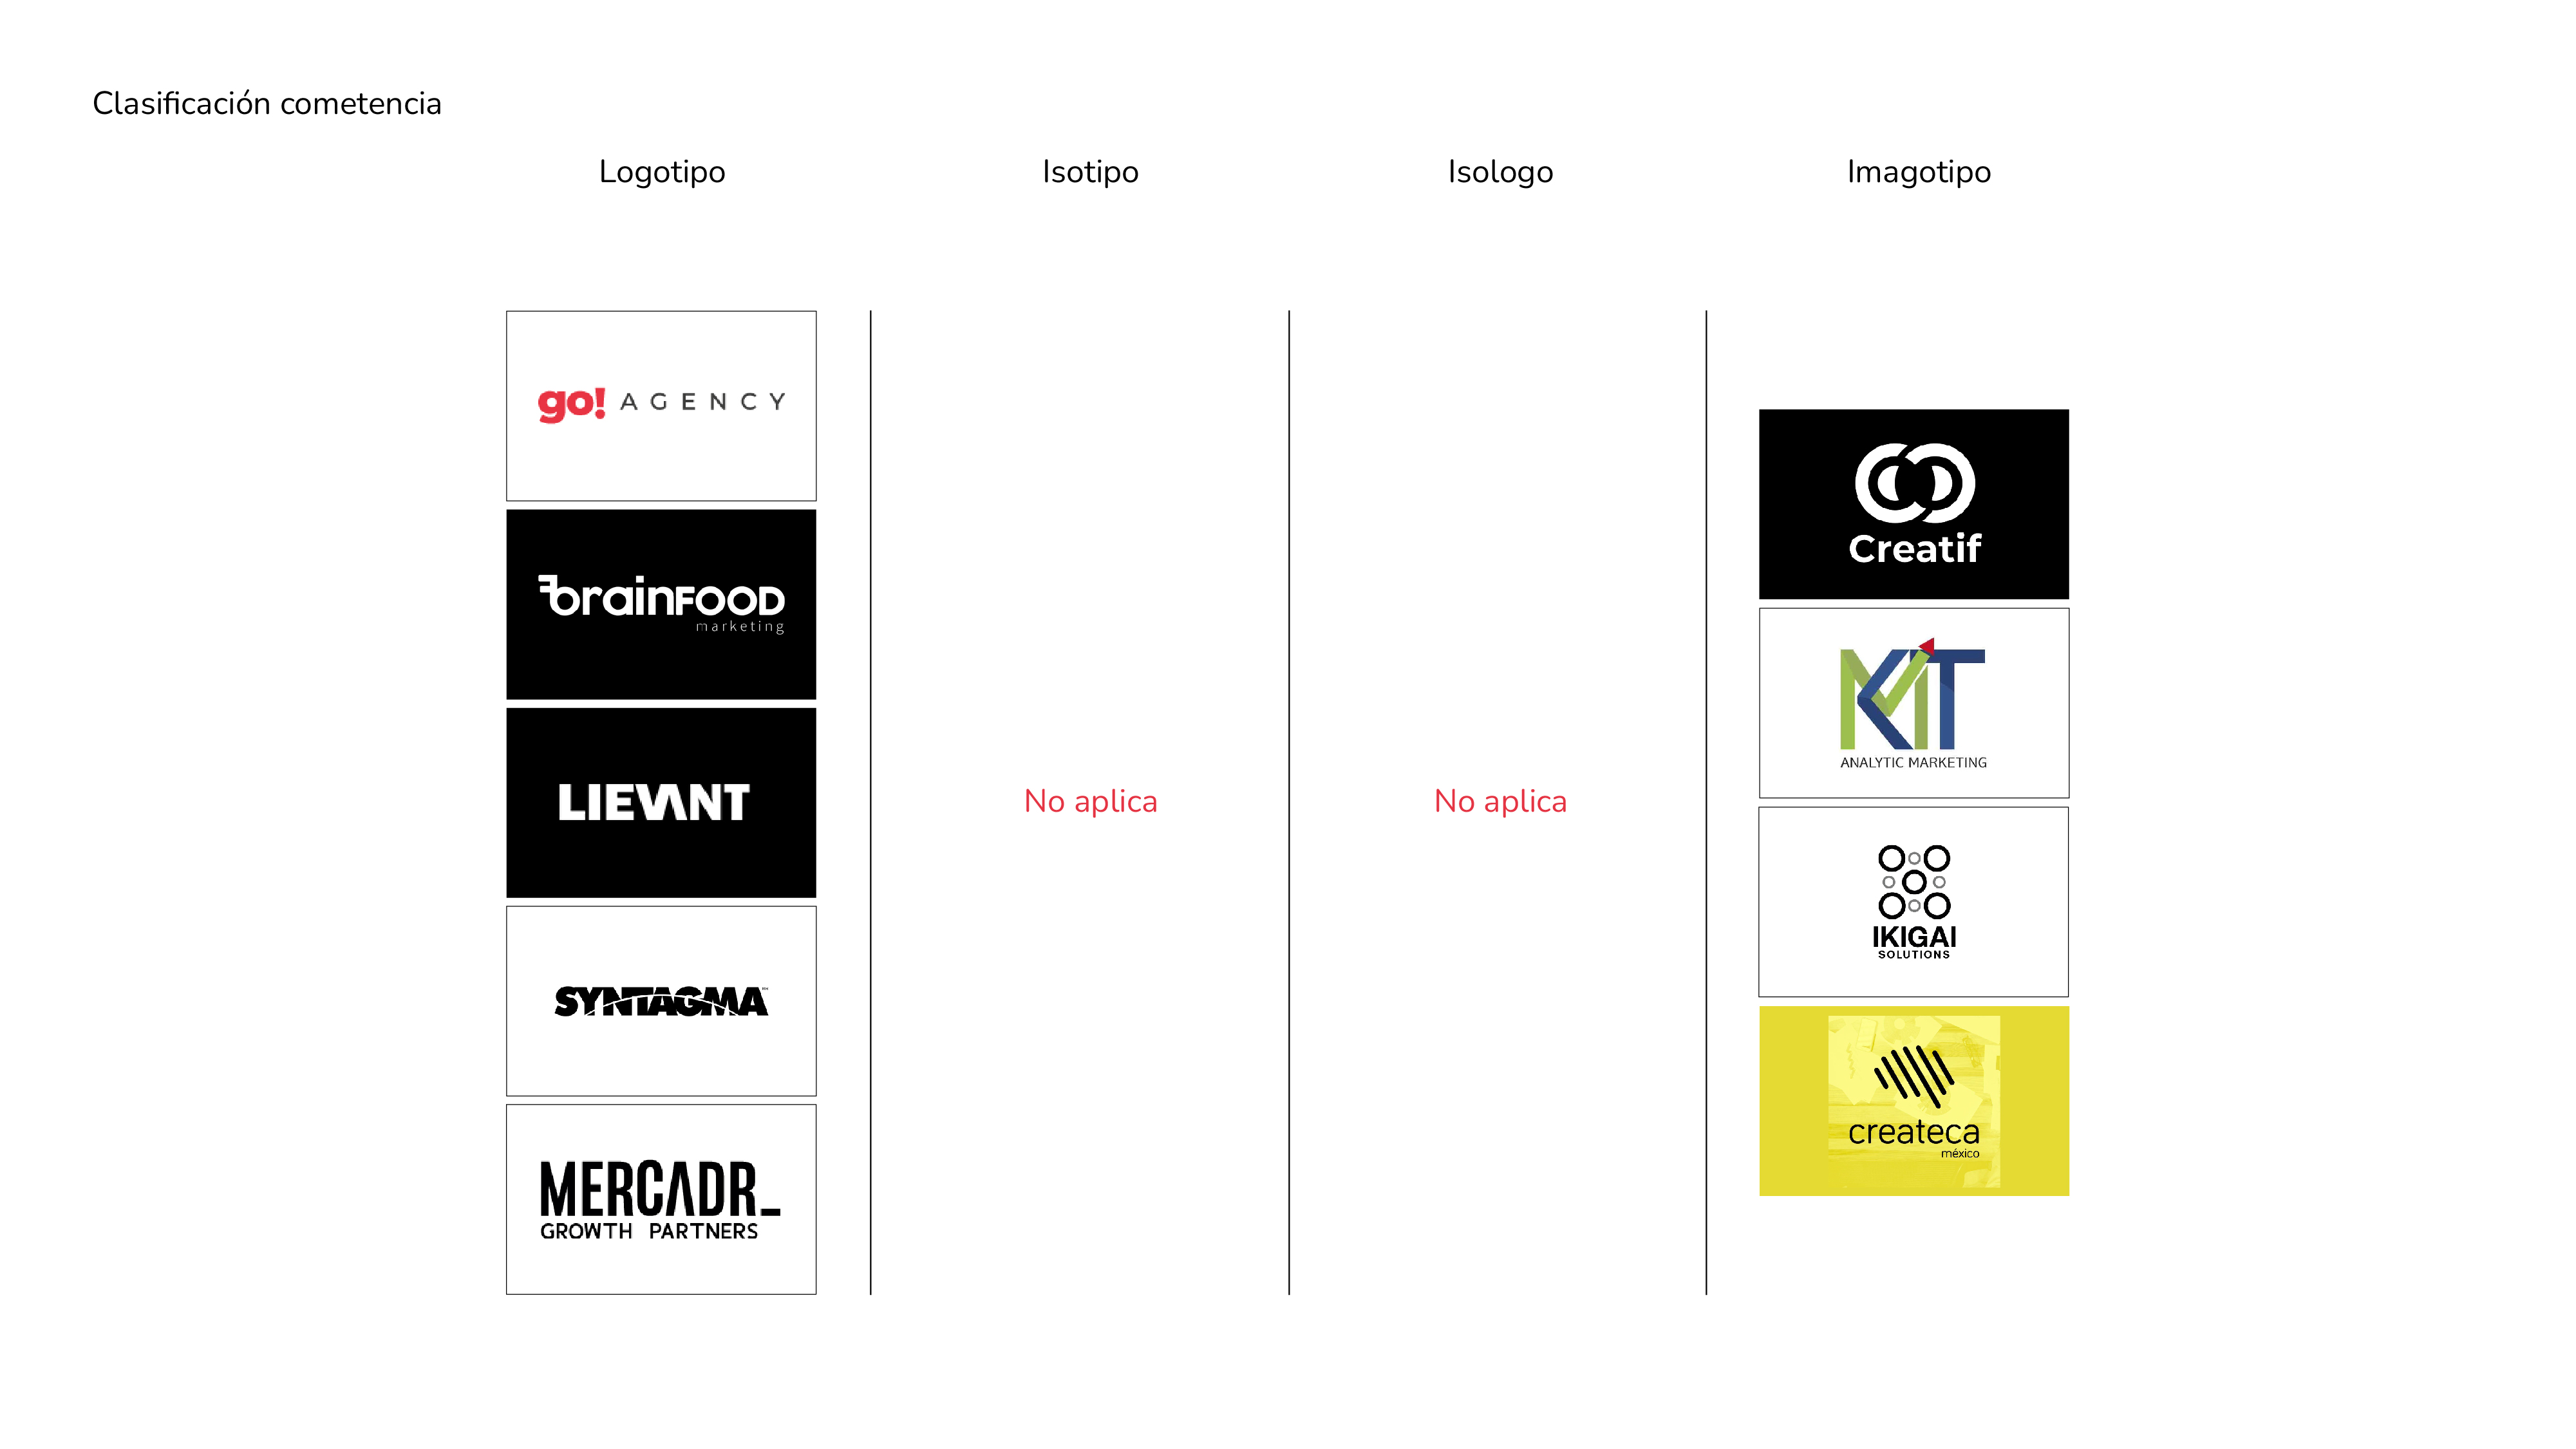 Clasificación cometencia
Logotipo
Isotipo
Isologo
Imagotipo
go! AGENCY
brainFOOD
marketing
LIEVANT
SYNTAGMA
MERCADR_
GROWTH PARTNERS
No aplica
No aplica
Creatif
KMT
ANALYTIC MARKETING
IKIGAI
SOLUTIONS
createca
méxico